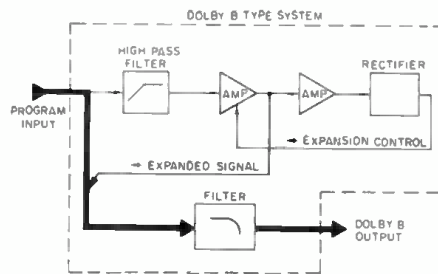 DOLBY B TYPE SYSTEM
HIGH PASS
FILTER
RECTIFIER
AMP
AMP
PROGRAM
INPUT
EXPANSION CONTROL
EXPANDED SIGNAL
FILTER
DOLBY B
OUTPUT